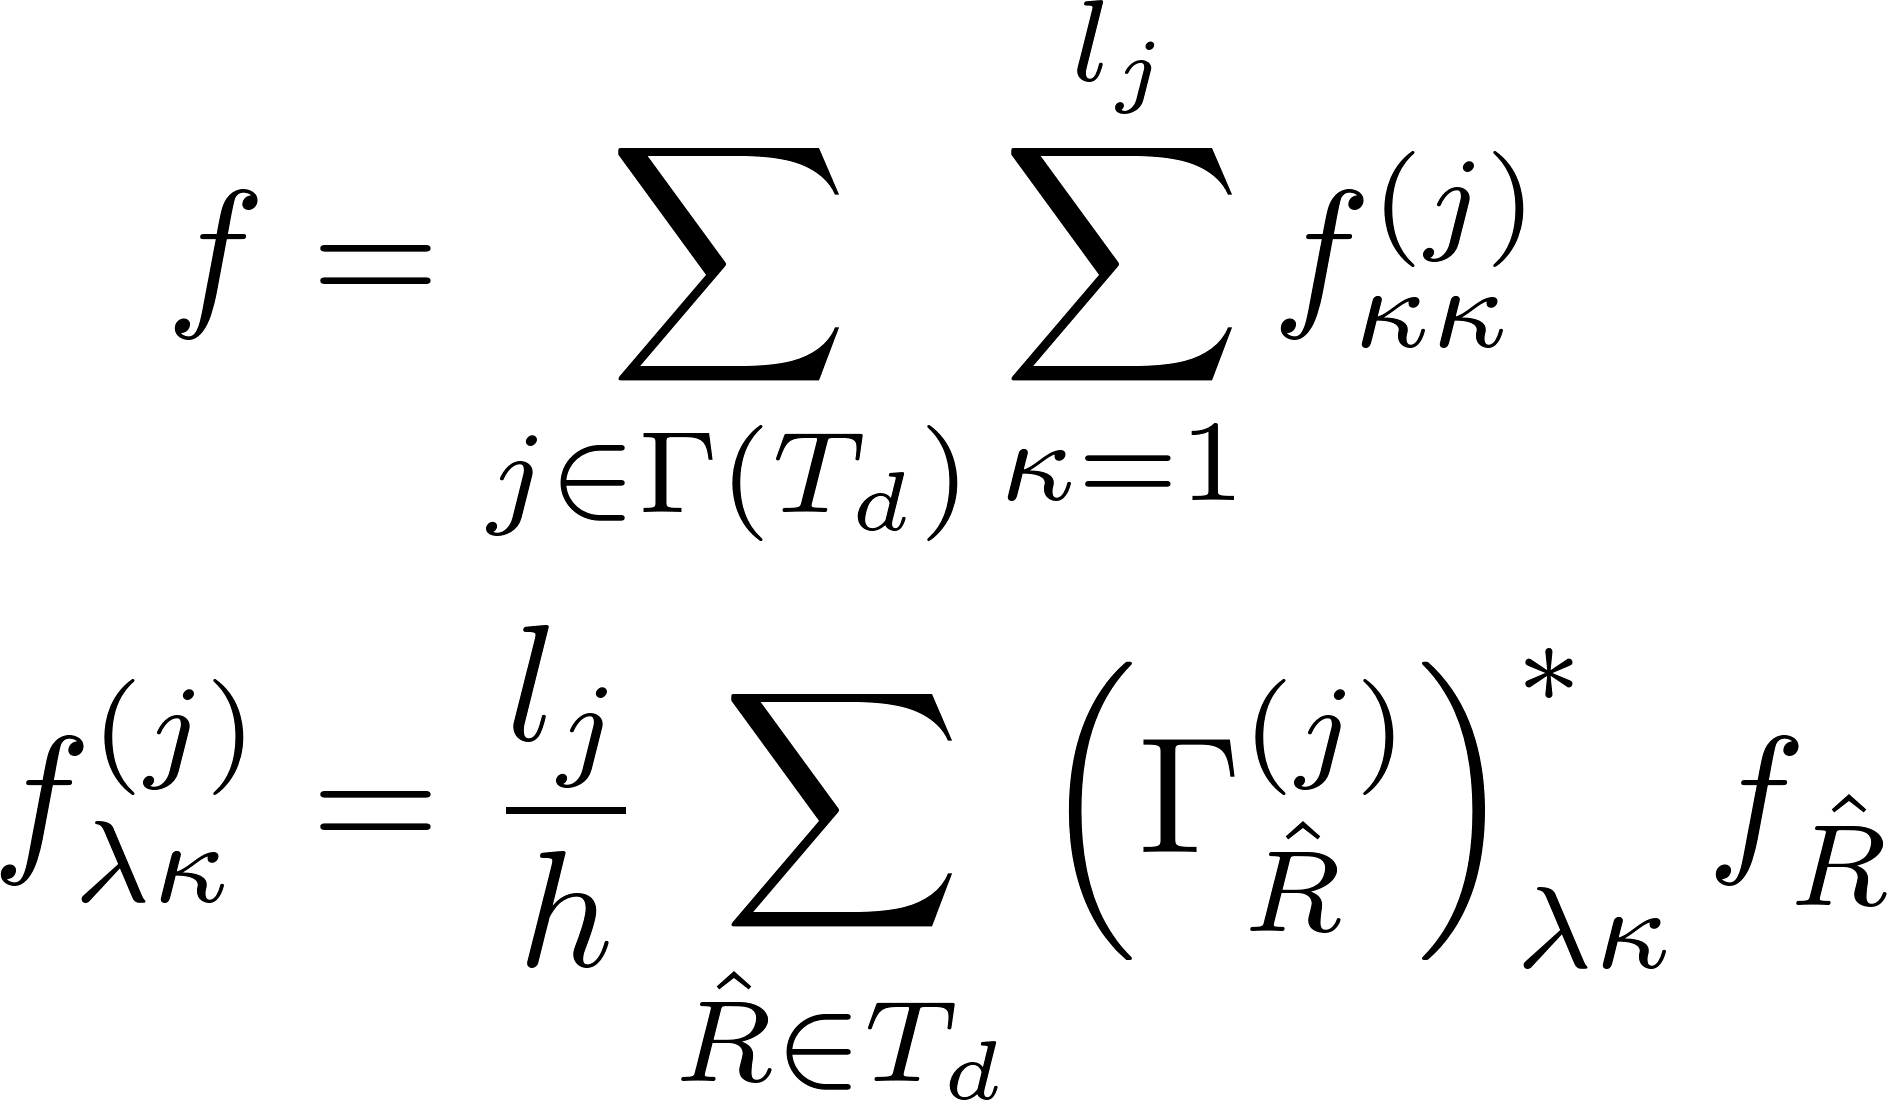 $f = \sum_{j \in \Gamma(T_d)} \sum_{\kappa=1}^{l_j} f_{\kappa\kappa}^{(j)}$
$f_{\lambda\kappa}^{(j)} = \frac{l_j}{h} \sum_{\hat{R} \in T_d} \left( \Gamma_{\hat{R}}^{(j)} \right)_{\lambda\kappa}^{*} f_{\hat{R}}$